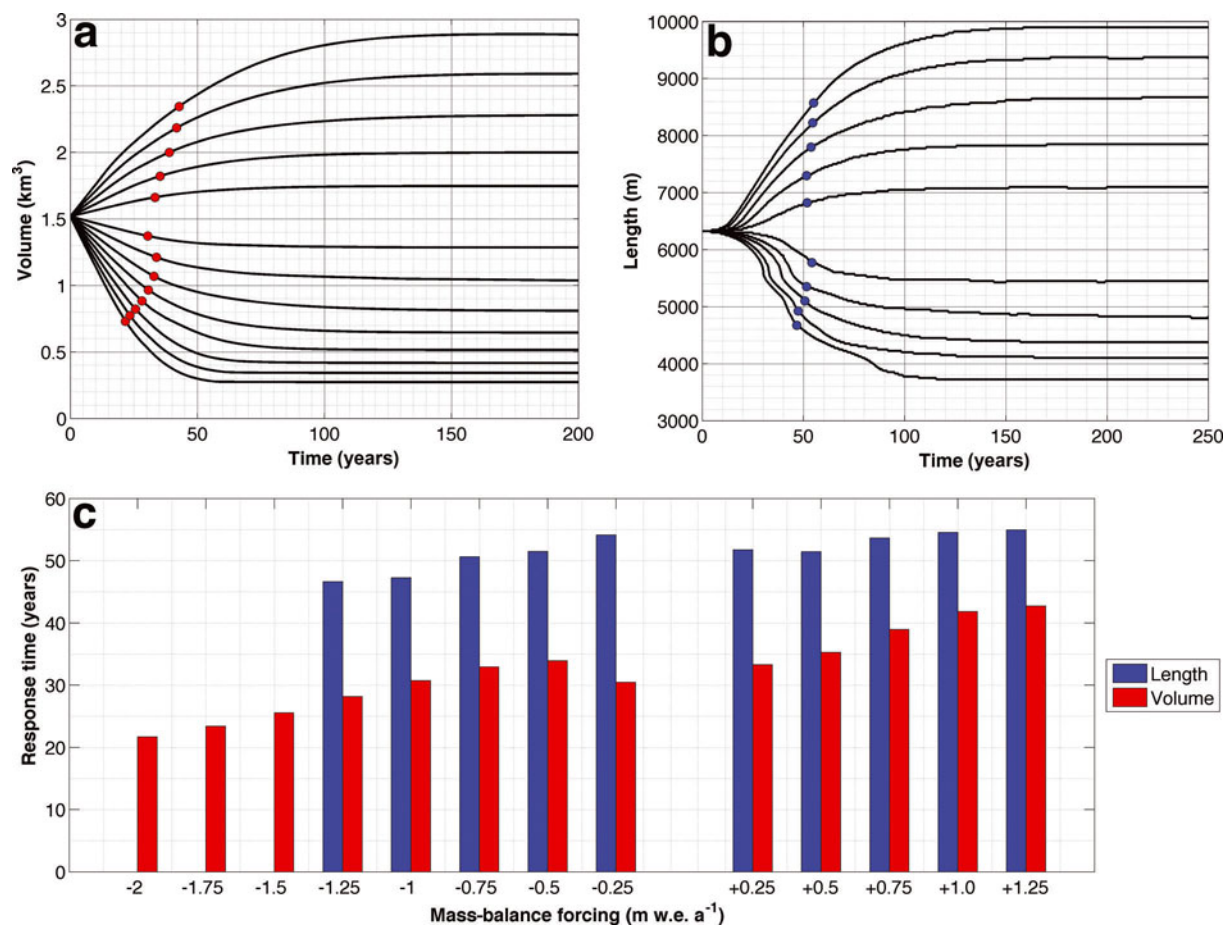 a
3
2.5
2
1.5
1
0.5
0
Volume (km³)
0 50 100 150 200
Time (years)
b
10000
9000
8000
7000
6000
5000
4000
3000
Length (m)
0 50 100 150 200 250
Time (years)
c
60
50
40
30
20
10
0
Response time (years)
-2 -1.75 -1.5 -1.25 -1 -0.75 -0.5 -0.25 +0.25 +0.5 +0.75 +1.0 +1.25
Mass-balance forcing (m w.e. a⁻¹)
Length
Volume